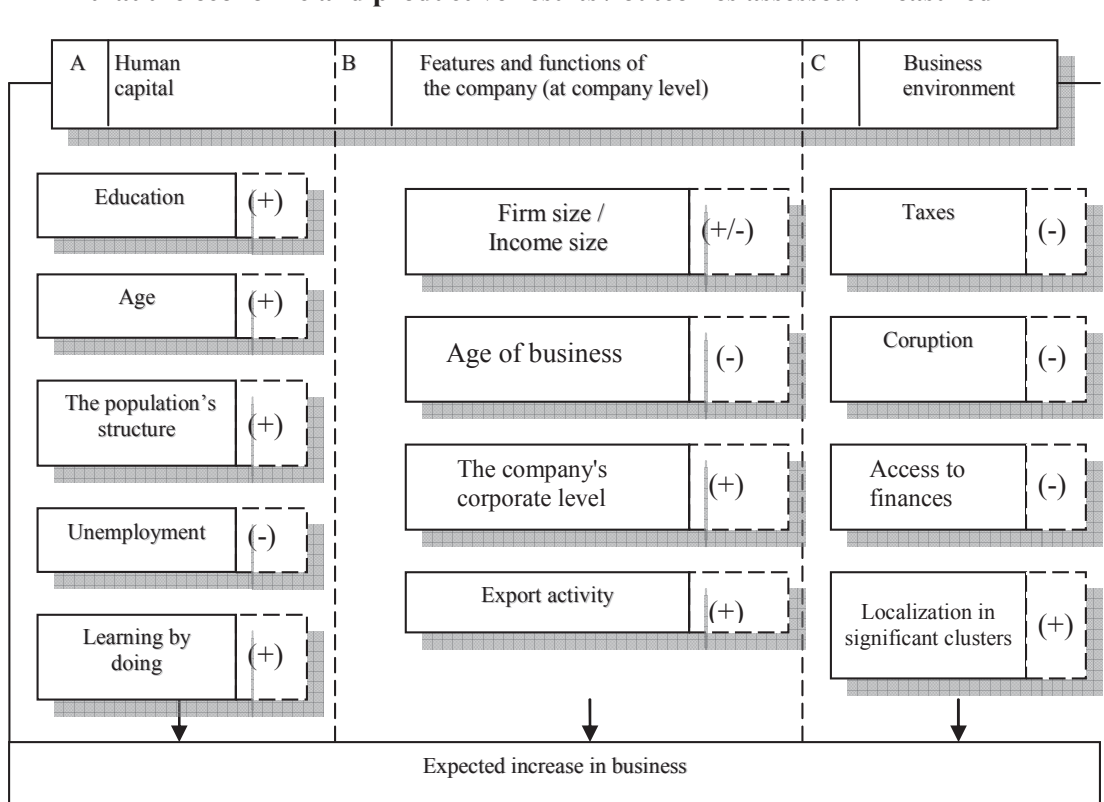 A Human
capital
B Features and functions of
the company (at company level)
C Business
environment
Education (+)
Age (+)
The population's
structure (+)
Unemployment (-)
Learning by
doing (+)
Firm size /
Income size (+/-)
Age of business (-)
The company's
corporate level (+)
Export activity (+)
Taxes (-)
Coruption (-)
Access to
finances (-)
Localization in
significant clusters (+)
Expected increase in business